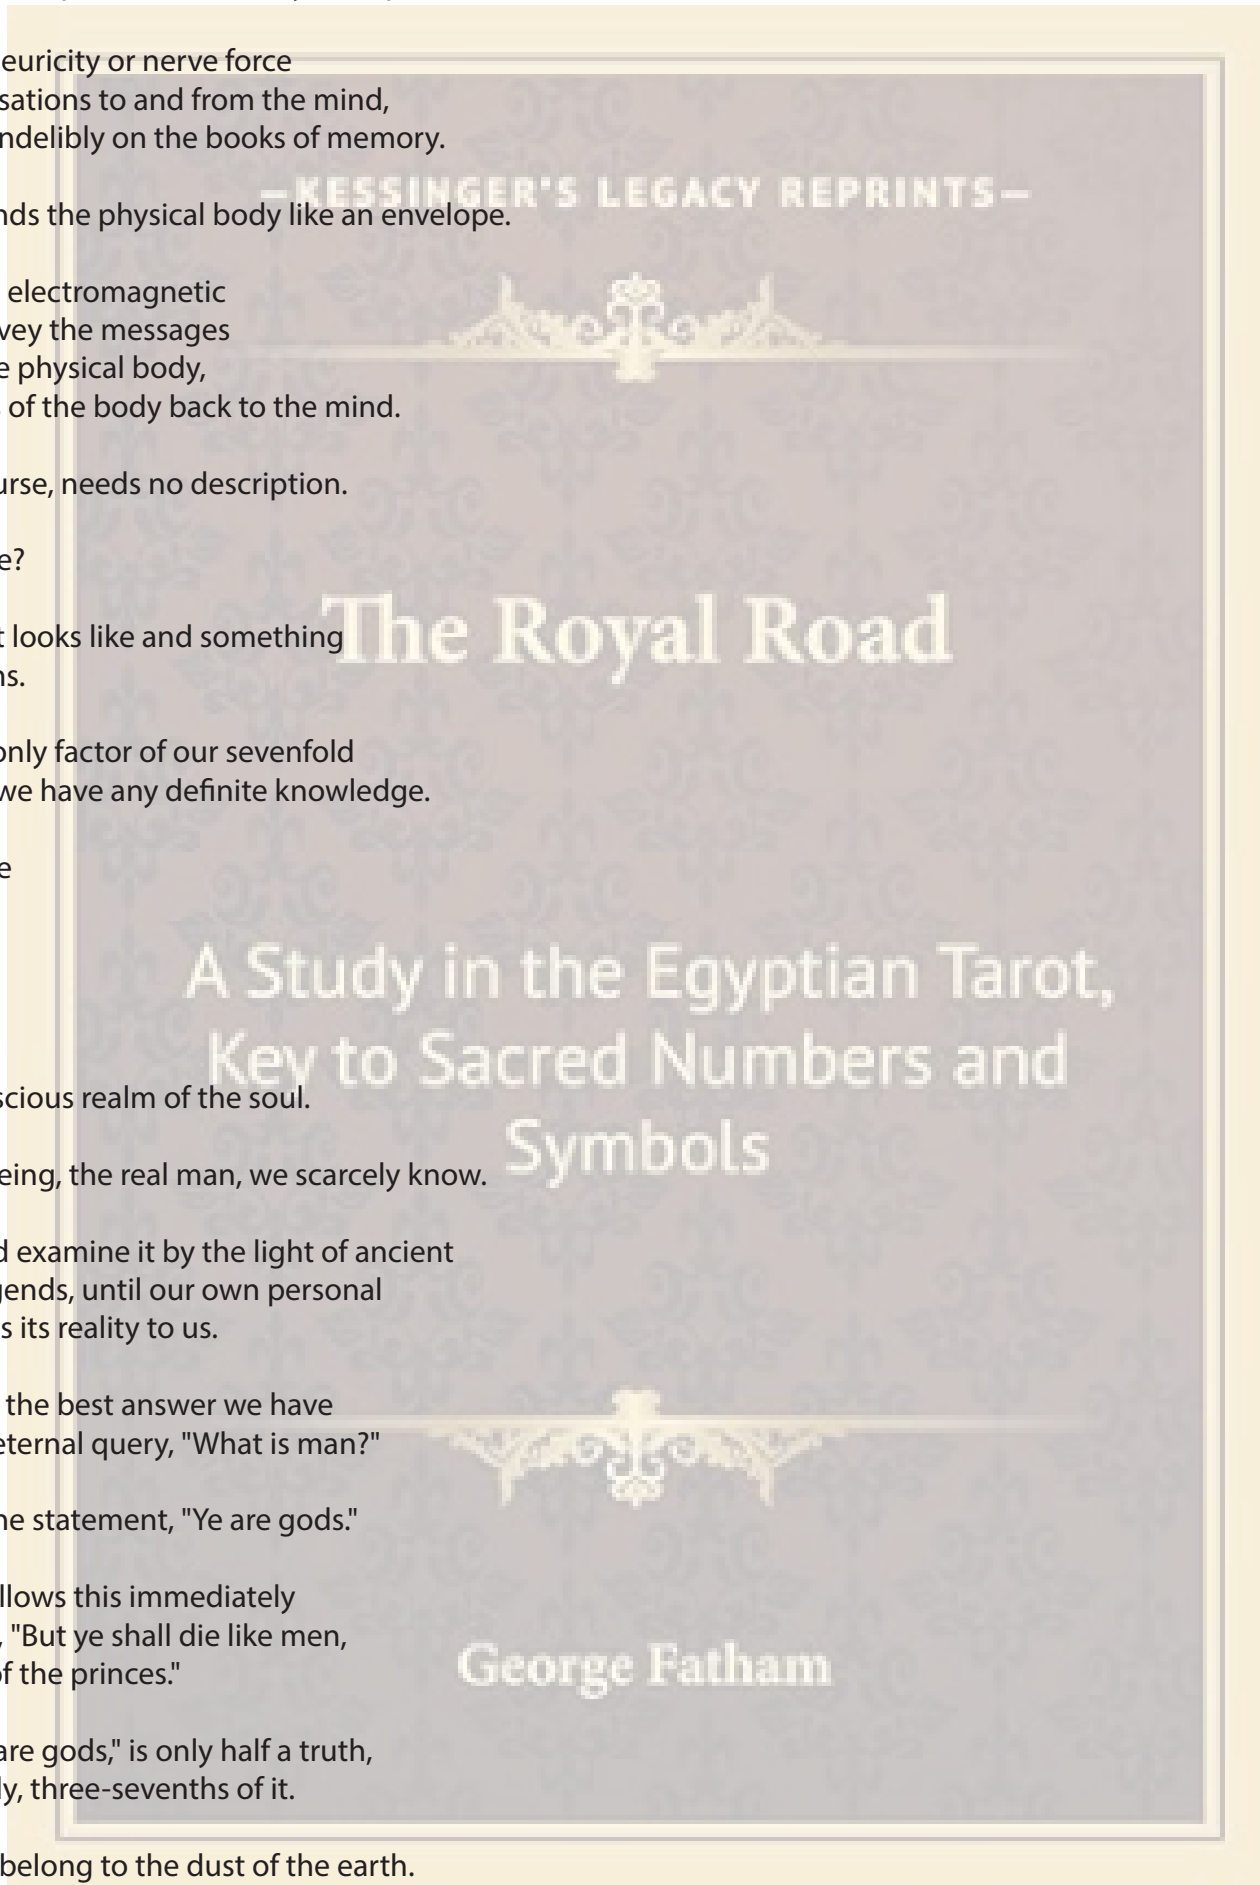 euricity or nerve force
sations to and from the mind,
ndelibly on the books of memory.
—KESSINGER'S LEGACY REPRINTS—
nds the physical body like an envelope.
electromagnetic
vey the messages
e physical body,
of the body back to the mind.
urse, needs no description.
e?
The Royal Road
t looks like and something
ns.
only factor of our sevenfold
we have any definite knowledge.
e
A Study in the Egyptian Tarot,
Key to Sacred Numbers and
Symbols
scious realm of the soul.
eing, the real man, we scarcely know.
d examine it by the light of ancient
gends, until our own personal
s its reality to us.
the best answer we have
eternal query, "What is man?"
ne statement, "Ye are gods."
llows this immediately
, "But ye shall die like men,
of the princes."
George Fatham
are gods," is only half a truth,
ly, three-sevenths of it.
belong to the dust of the earth.